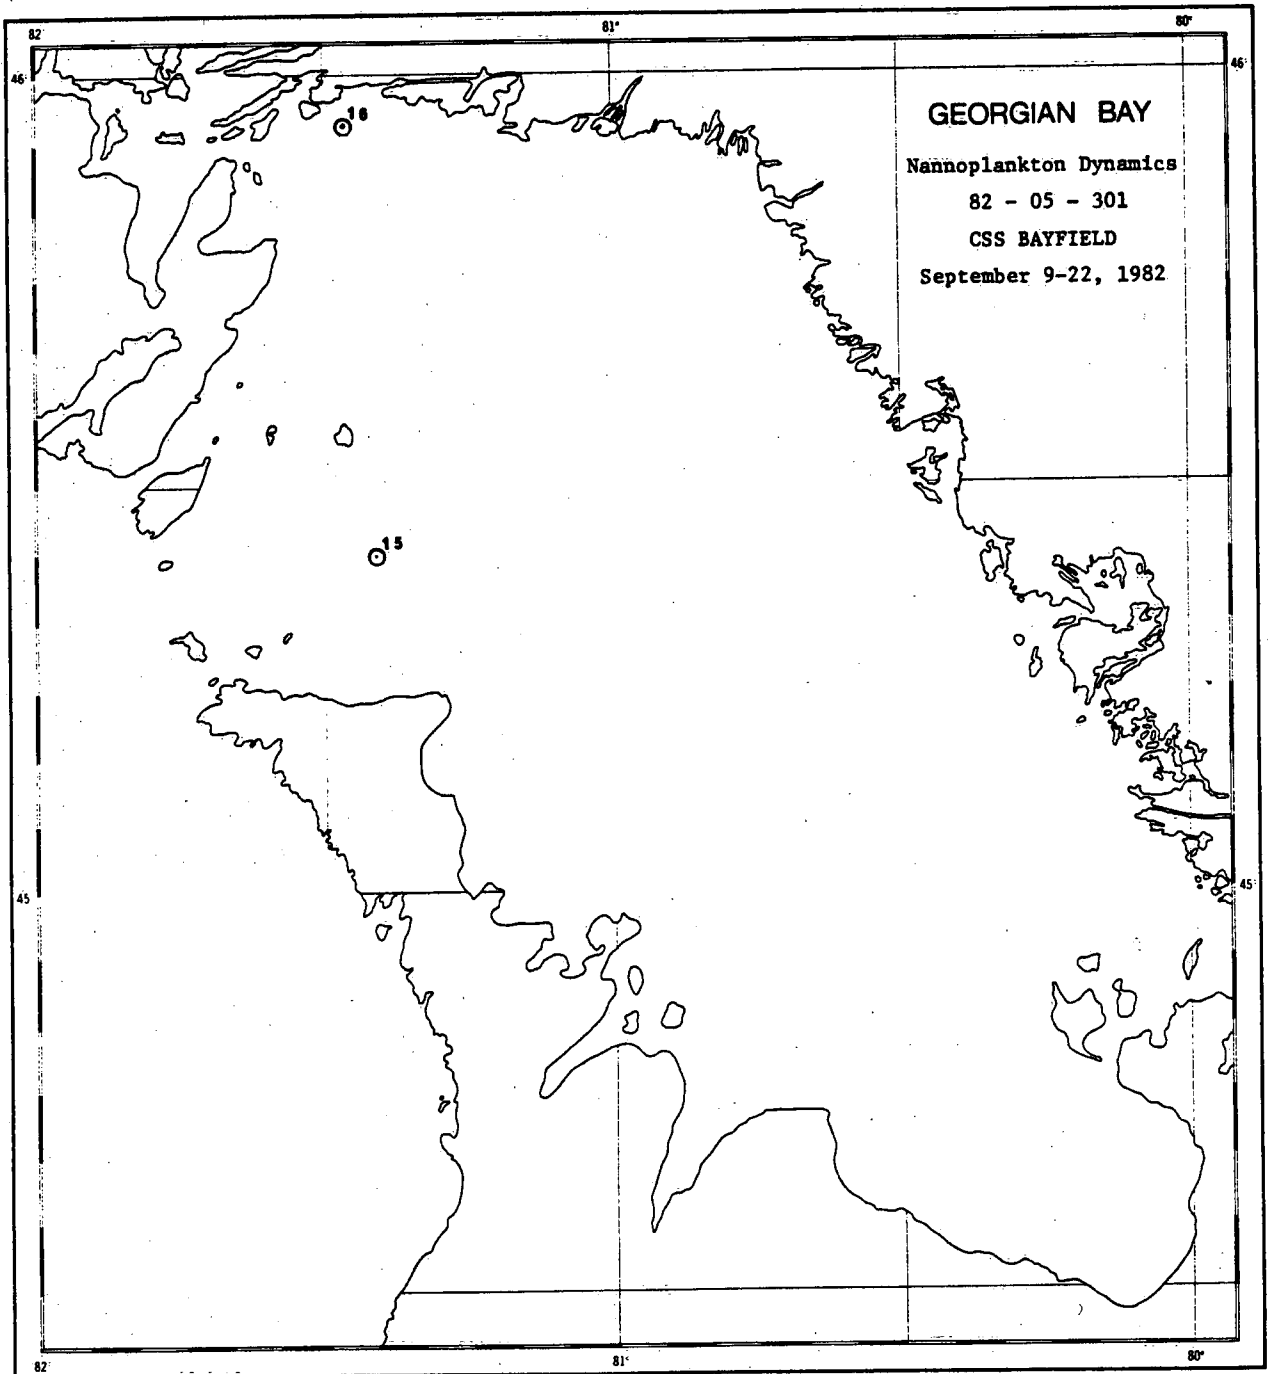 82
81°
80°
46
46
16
GEORGIAN BAY
Nannoplankton Dynamics
82 - 05 - 301
CSS BAYFIELD
September 9-22, 1982
15
45
45
82
81
80°